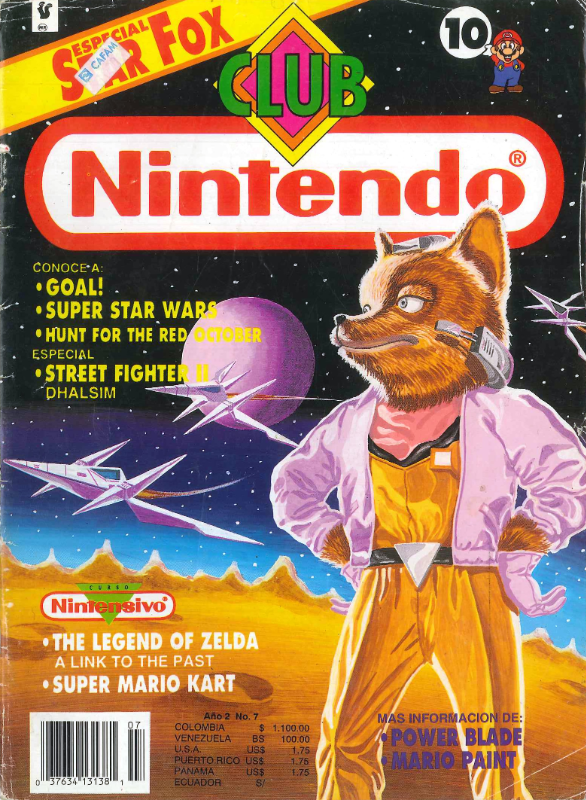 ESPECIAL
STAR FOX
CAFAM
10
CLUB
Nintendo®
CONOCE A:
• GOAL!
• SUPER STAR WARS
• HUNT FOR THE RED OCTOBER
ESPECIAL
• STREET FIGHTER II
DHALSIM
CURSO
Nintensivo
• THE LEGEND OF ZELDA
A LINK TO THE PAST
• SUPER MARIO KART
Año 2 No. 7
COLOMBIA $ 1.100.00
VENEZUELA BS 100.00
U.S.A. US$ 1.75
PUERTO RICO US$ 1.75
PANAMA US$ 1.75
ECUADOR S/
MAS INFORMACION DE:
• POWER BLADE
• MARIO PAINT
07
0 37634 13138 1